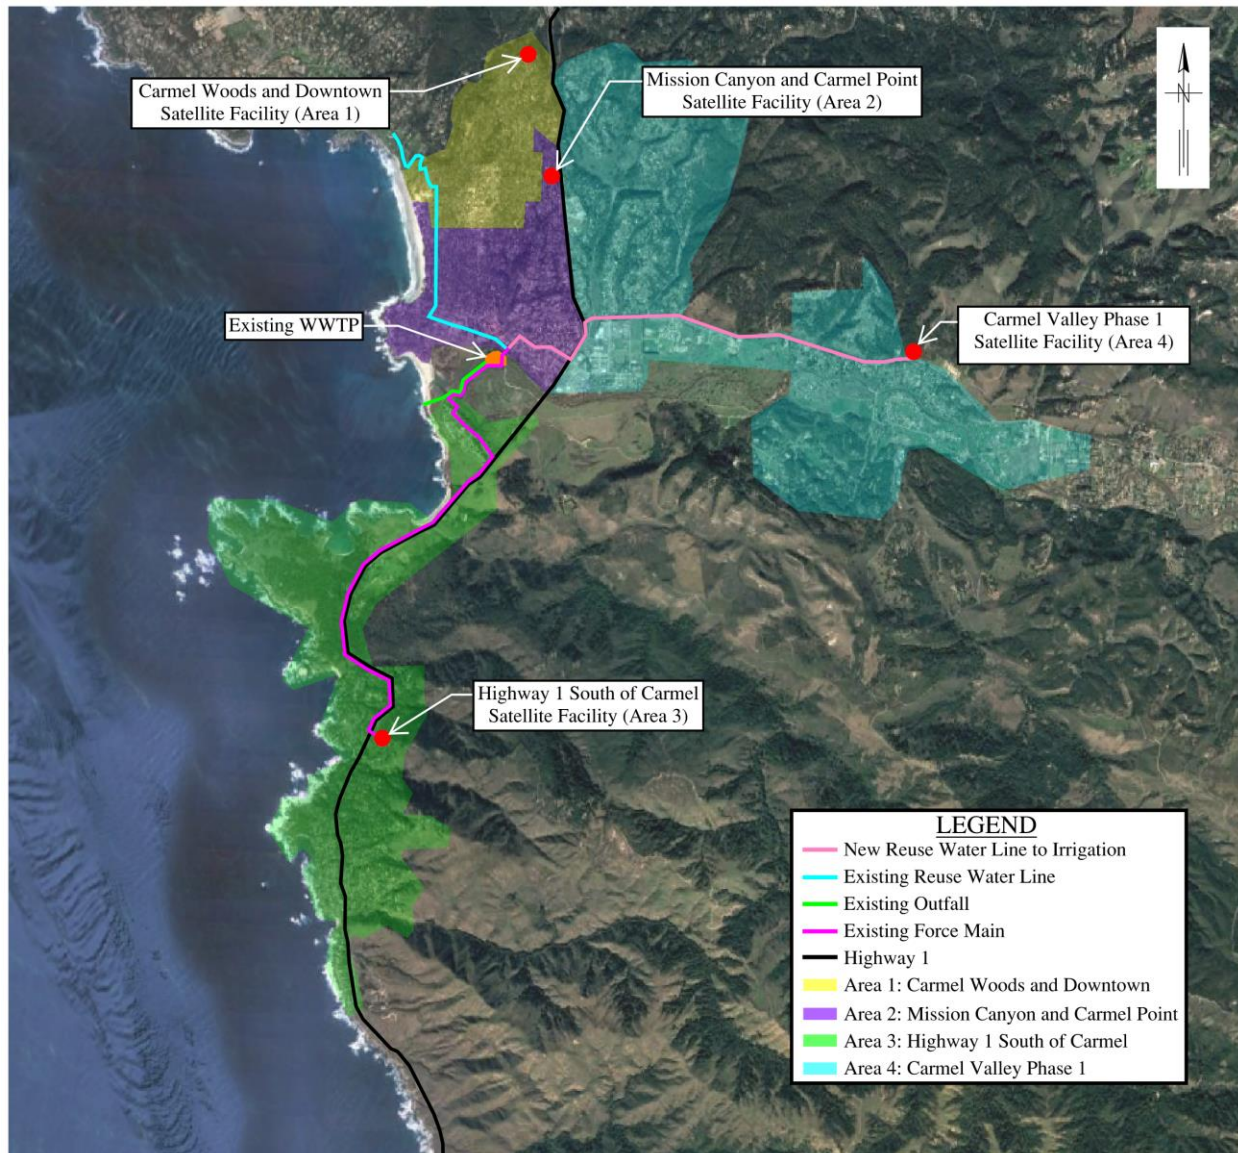 Carmel Woods and Downtown
Satellite Facility (Area 1)
Mission Canyon and Carmel Point
Satellite Facility (Area 2)
N
Existing WWTP
Carmel Valley Phase 1
Satellite Facility (Area 4)
Highway 1 South of Carmel
Satellite Facility (Area 3)
LEGEND
New Reuse Water Line to Irrigation
Existing Reuse Water Line
Existing Outfall
Existing Force Main
Highway 1
Area 1: Carmel Woods and Downtown
Area 2: Mission Canyon and Carmel Point
Area 3: Highway 1 South of Carmel
Area 4: Carmel Valley Phase 1